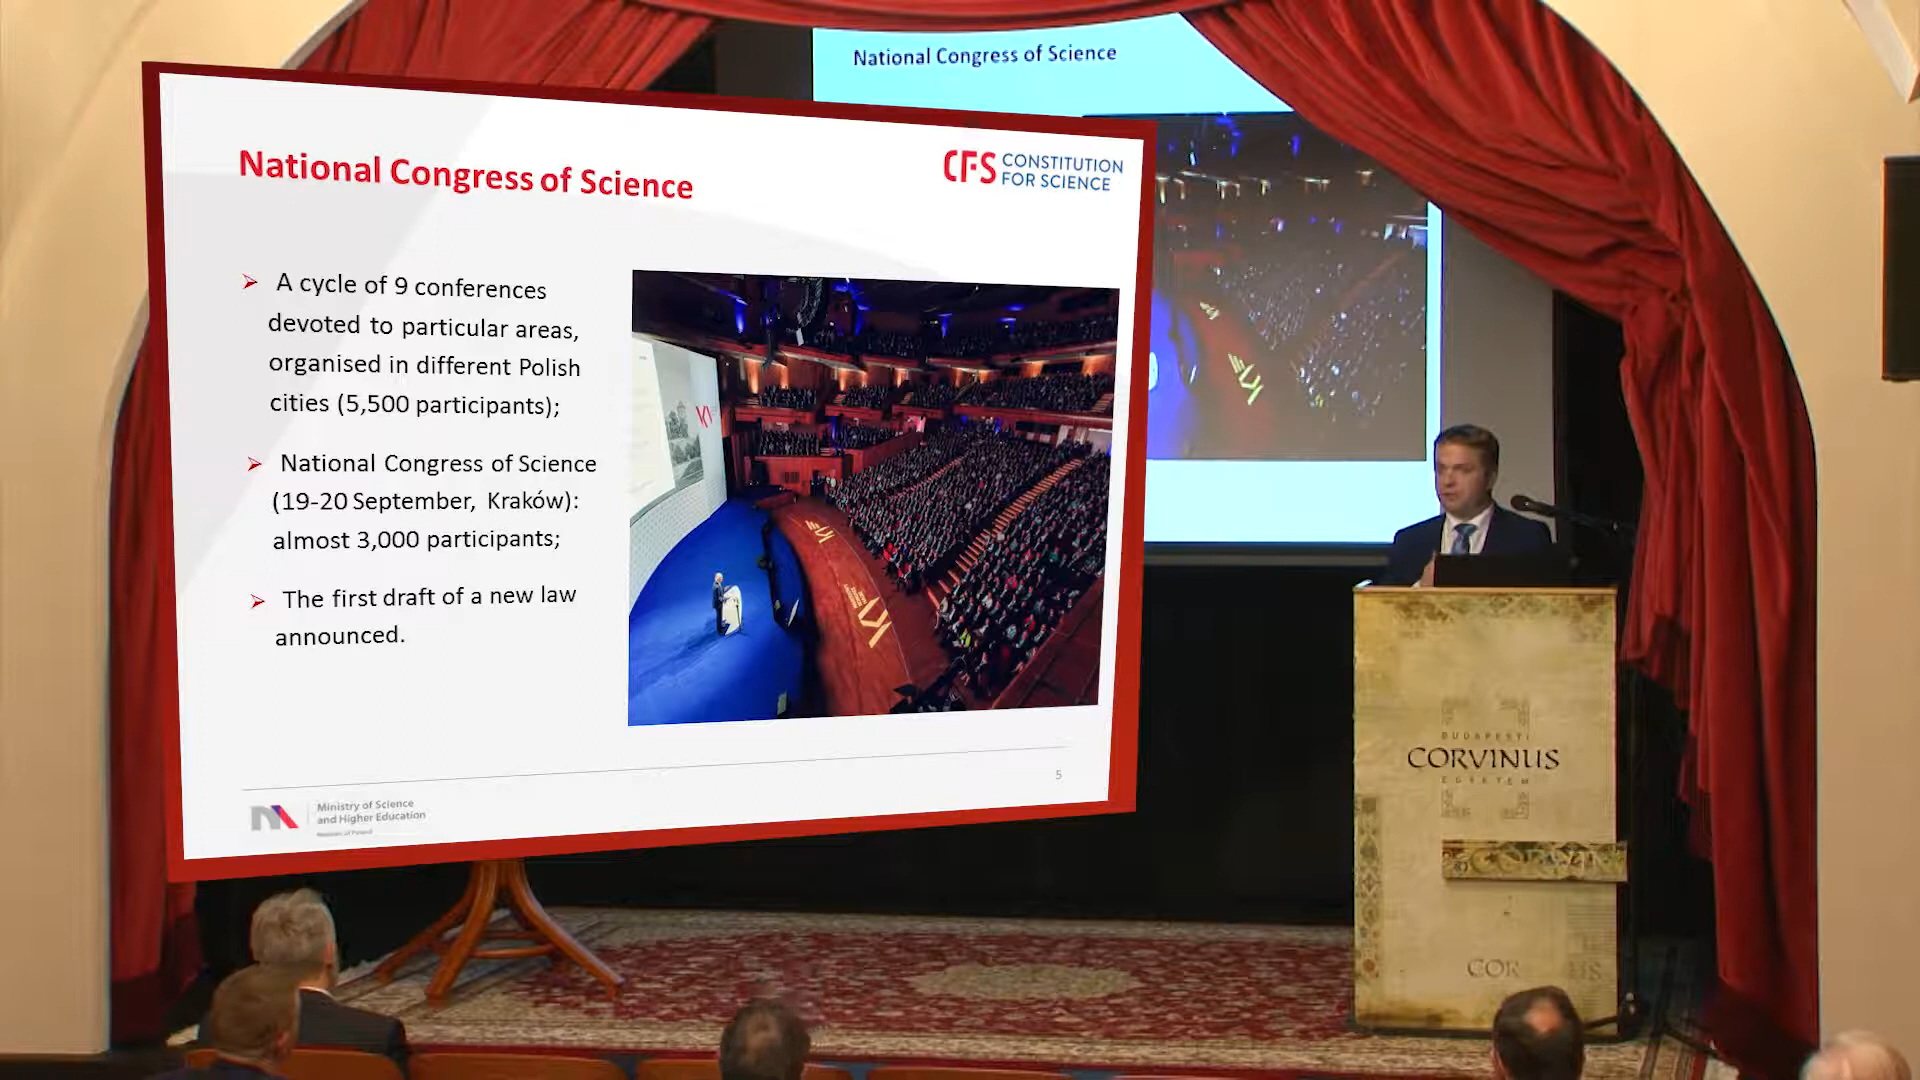 National Congress of Science
National Congress of Science
CFS CONSTITUTION
FOR SCIENCE
A cycle of 9 conferences
devoted to particular areas,
organised in different Polish
cities (5,500 participants);
National Congress of Science
(19-20 September, Kraków):
almost 3,000 participants;
The first draft of a new law
announced.
5
Ministry of Science
and Higher Education
BUDAPESTI
CORVINUS
EGYETEM